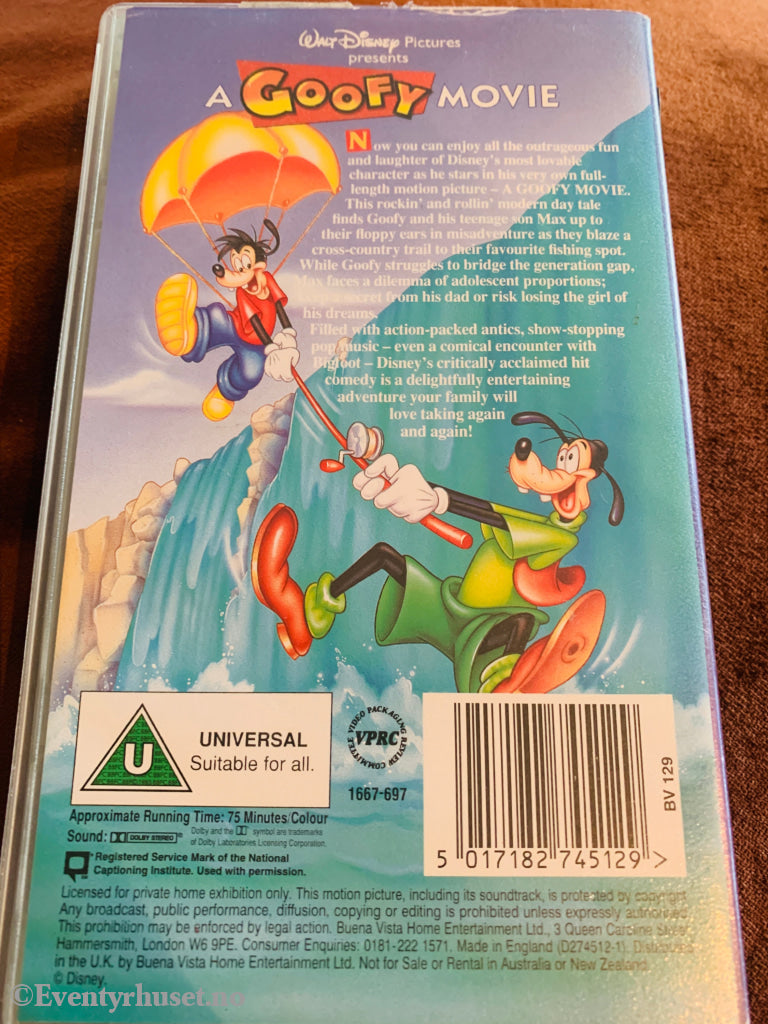 WALT DISNEY Pictures
presents
A GOOFY MOVIE
Now you can enjoy all the outrageous fun
and laughter of Disney's most lovable
character as he stars in his very own full-
length motion picture – A GOOFY MOVIE.
This rockin' and rollin' modern day tale
finds Goofy and his teenage son Max up to
their floppy ears in misadventure as they blaze a
cross-country trail to their favourite fishing spot.
While Goofy struggles to bridge the generation gap,
Max faces a dilemma of adolescent proportions;
keep a secret from his dad or risk losing the girl of
his dreams.
Filled with action-packed antics, show-stopping
pop music – even a comical encounter with
Bigfoot – Disney's critically acclaimed hit
comedy is a delightfully entertaining
adventure your family will
love taking again
and again!
U
UNIVERSAL
Suitable for all.
VIDEO PACKAGING REVIEW COMMITTEE
VPRC
1667-697
BV 129
5 017182 745129 >
Approximate Running Time: 75 Minutes/Colour
Sound: DOLBY STEREO Dolby and the symbol are trademarks
of Dolby Laboratories Licensing Corporation.
Registered Service Mark of the National
Captioning Institute. Used with permission.
Licensed for private home exhibition only. This motion picture, including its soundtrack, is protected by copyright.
Any broadcast, public performance, diffusion, copying or editing is prohibited unless expressly authorised.
This prohibition may be enforced by legal action. Buena Vista Home Entertainment Ltd., 3 Queen Caroline Street,
Hammersmith, London W6 9PE. Consumer Enquiries: 0181-222 1571. Made in England (D274512-1). Distributed
in the U.K. by Buena Vista Home Entertainment Ltd. Not for Sale or Rental in Australia or New Zealand.
© Disney.
©Eventyrhuset.no